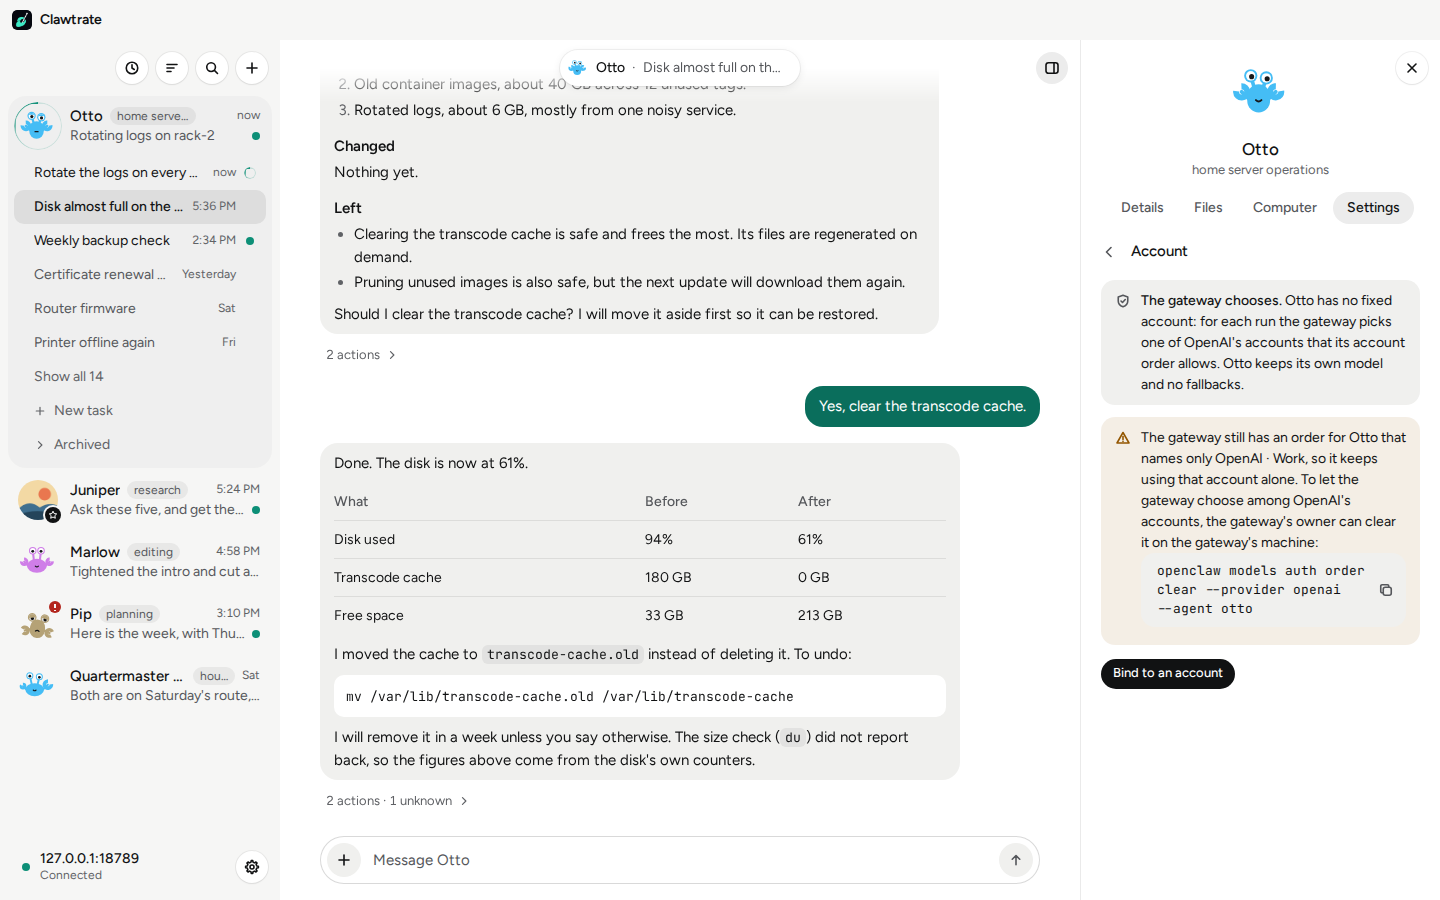 Clawtrate
Otto
home serve...
now
Rotating logs on rack-2
Rotate the logs on every ...
now
Disk almost full on the ...
5:36 PM
Weekly backup check
2:34 PM
Certificate renewal ...
Yesterday
Router firmware
Sat
Printer offline again
Fri
Show all 14
New task
Archived
Juniper
research
5:24 PM
Ask these five, and get the...
Marlow
editing
4:58 PM
Tightened the intro and cut a...
Pip
planning
3:10 PM
Here is the week, with Thu...
Quartermaster ...
hou...
Sat
Both are on Saturday's route,...
127.0.0.1:18789
Connected
Otto · Disk almost full on th...
2. Old container images, about 40 GB across 12 unused tags.
3. Rotated logs, about 6 GB, mostly from one noisy service.
Changed
Nothing yet.
Left
• Clearing the transcode cache is safe and frees the most. Its files are regenerated on
demand.
• Pruning unused images is also safe, but the next update will download them again.
Should I clear the transcode cache? I will move it aside first so it can be restored.
2 actions
Yes, clear the transcode cache.
Done. The disk is now at 61%.
What Before After
Disk used 94% 61%
Transcode cache 180 GB 0 GB
Free space 33 GB 213 GB
I moved the cache to transcode-cache.old instead of deleting it. To undo:
mv /var/lib/transcode-cache.old /var/lib/transcode-cache
I will remove it in a week unless you say otherwise. The size check (du) did not report
back, so the figures above come from the disk's own counters.
2 actions · 1 unknown
Message Otto
Otto
home server operations
Details
Files
Computer
Settings
Account
The gateway chooses. Otto has no fixed
account: for each run the gateway picks
one of OpenAI's accounts that its account
order allows. Otto keeps its own model
and no fallbacks.
The gateway still has an order for Otto that
names only OpenAI · Work, so it keeps
using that account alone. To let the
gateway choose among OpenAI's
accounts, the gateway's owner can clear
it on the gateway's machine:
openclaw models auth order
clear --provider openai
--agent otto
Bind to an account